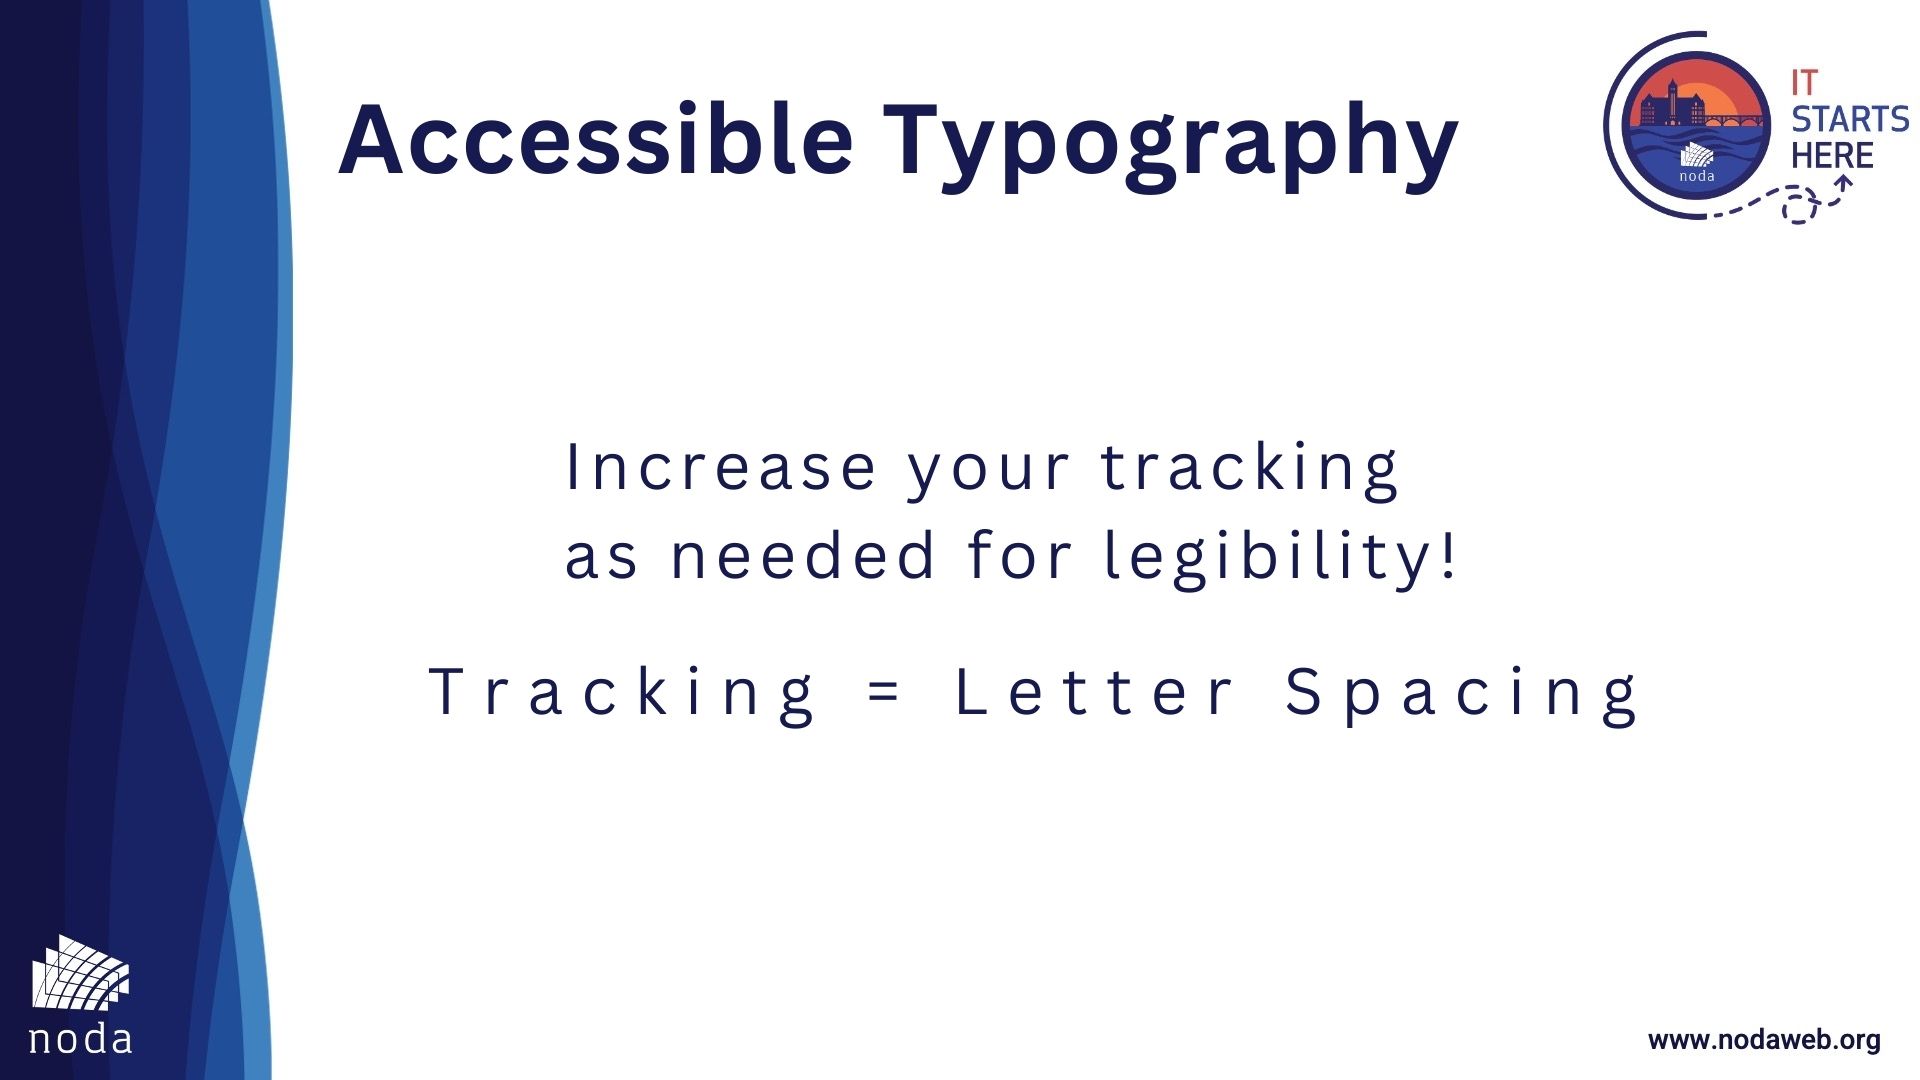 Accessible Typography
IT
STARTS
HERE
noda
Increase your tracking
as needed for legibility!
Tracking = Letter Spacing
noda
www.nodaweb.org